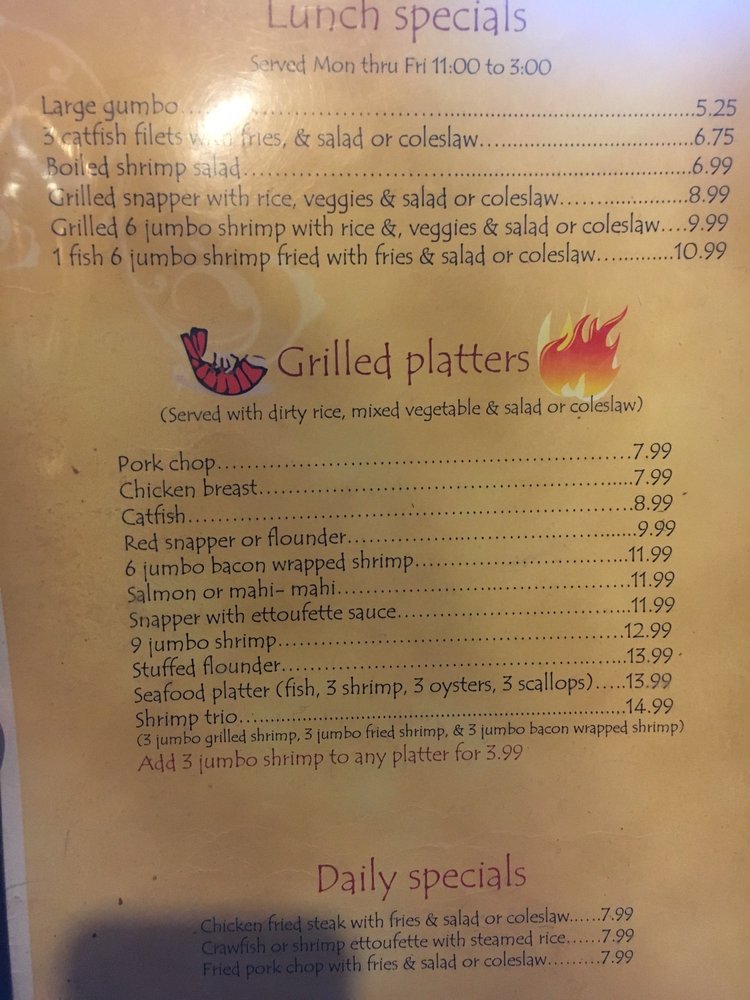 Lunch specials
Served Mon thru Fri 11:00 to 3:00
Large gumbo.....5.25
3 catfish filets with fries, & salad or coleslaw.....6.75
Boiled shrimp salad.....6.99
Grilled snapper with rice, veggies & salad or coleslaw.....8.99
Grilled 6 jumbo shrimp with rice &, veggies & salad or coleslaw....9.99
1 fish 6 jumbo shrimp fried with fries & salad or coleslaw.....10.99
Grilled platters
(Served with dirty rice, mixed vegetable & salad or coleslaw)
Pork chop.....7.99
Chicken breast.....7.99
Catfish.....8.99
Red snapper or flounder.....9.99
6 jumbo bacon wrapped shrimp.....11.99
Salmon or mahi- mahi.....11.99
Snapper with ettoufette sauce.....11.99
9 jumbo shrimp.....12.99
Stuffed flounder.....13.99
Seafood platter (fish, 3 shrimp, 3 oysters, 3 scallops).....13.99
Shrimp trio.....14.99
(3 jumbo grilled shrimp, 3 jumbo fried shrimp, & 3 jumbo bacon wrapped shrimp)
Add 3 jumbo shrimp to any platter for 3.99
Daily specials
Chicken fried steak with fries & salad or coleslaw......7.99
Crawfish or shrimp ettoufette with steamed rice......7.99
Fried pork chop with fries & salad or coleslaw.........7.99